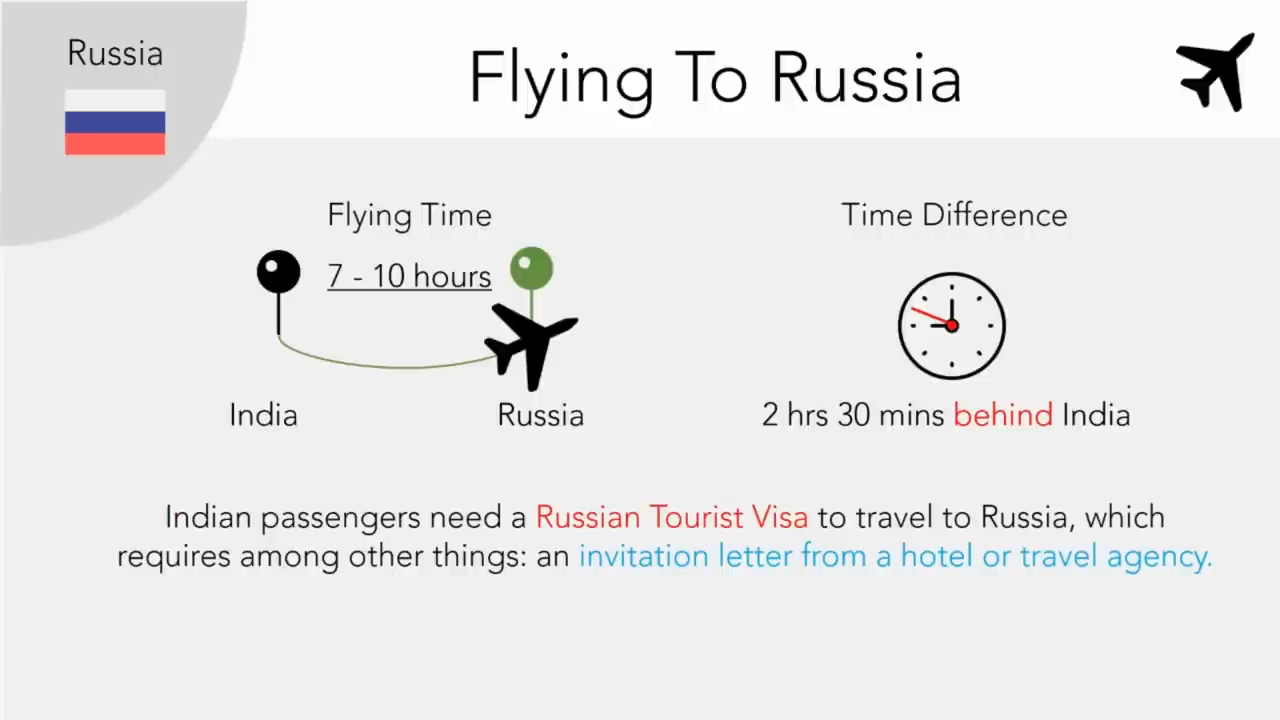 Russia
Flying To Russia
Flying Time
7 - 10 hours
India
Russia
Time Difference
2 hrs 30 mins behind India
Indian passengers need a Russian Tourist Visa to travel to Russia, which
requires among other things: an invitation letter from a hotel or travel agency.